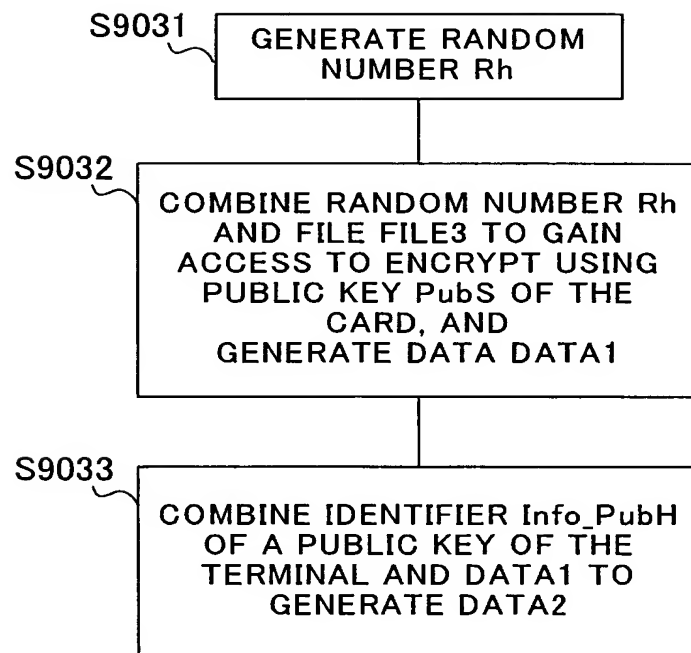 S9031
GENERATE RANDOM
NUMBER Rh
S9032
COMBINE RANDOM NUMBER Rh
AND FILE FILE3 TO GAIN
ACCESS TO ENCRYPT USING
PUBLIC KEY PubS OF THE
CARD, AND
GENERATE DATA DATA1
S9033
COMBINE IDENTIFIER Info_PubH
OF A PUBLIC KEY OF THE
TERMINAL AND DATA1 TO
GENERATE DATA2